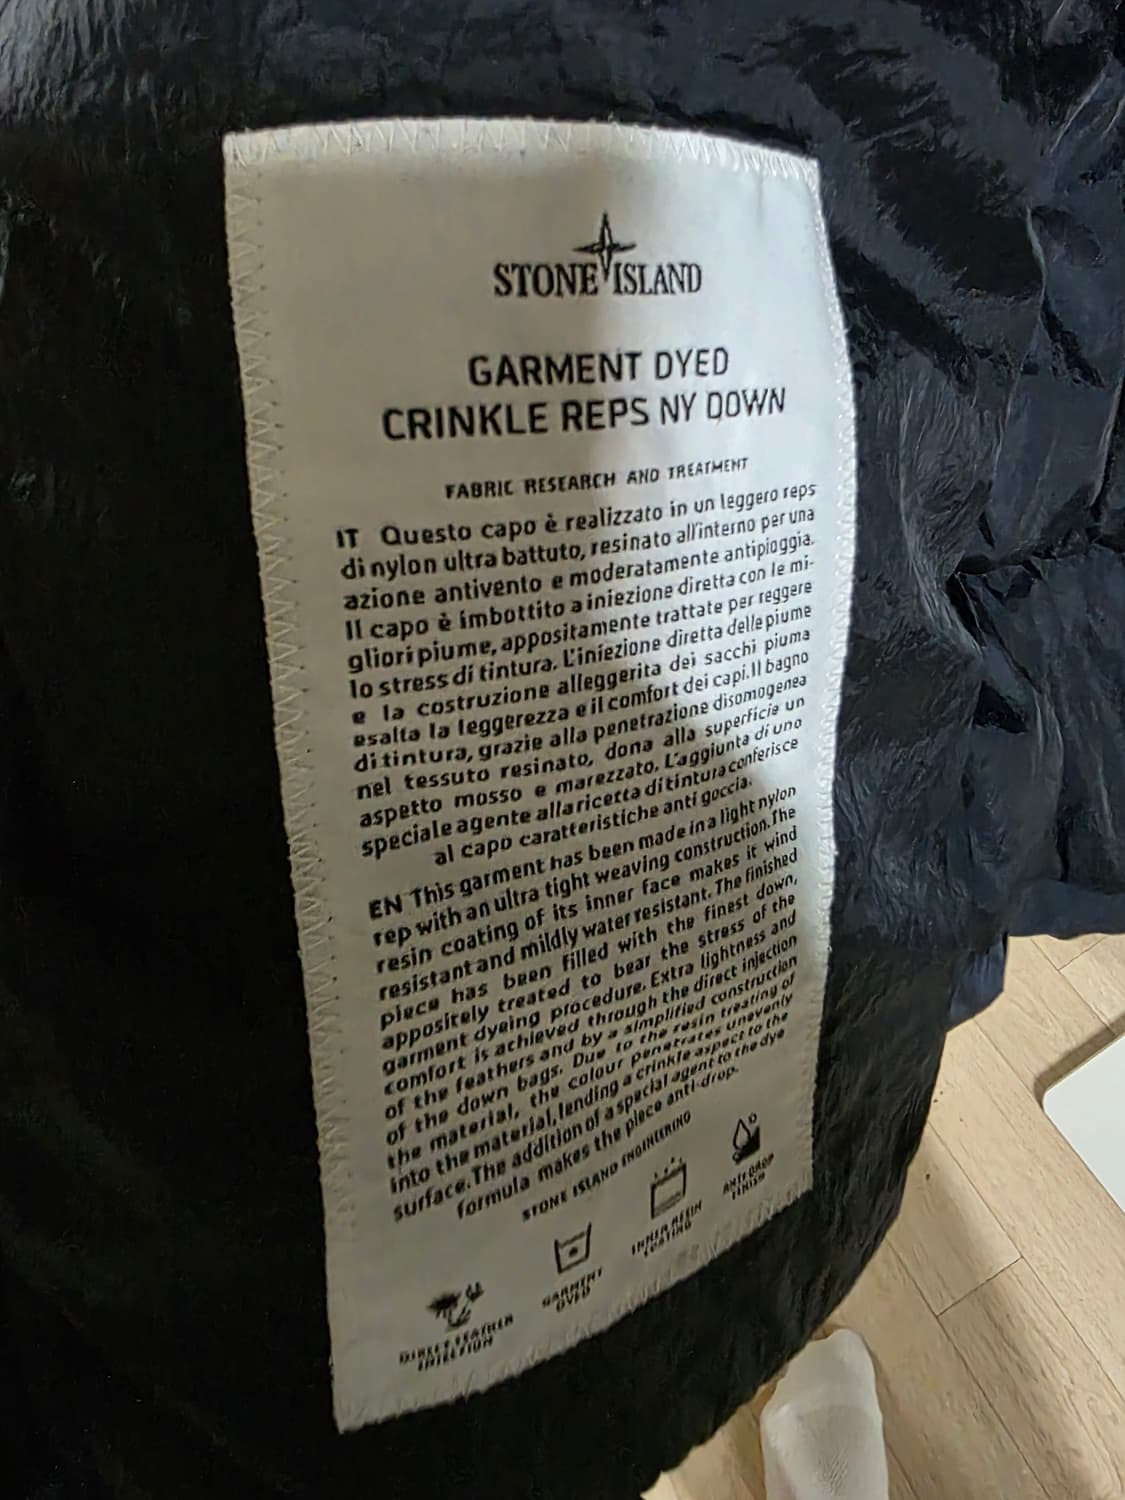 STONE ISLAND
GARMENT DYED
CRINKLE REPS NY DOWN
FABRIC RESEARCH AND TREATMENT
IT Questo capo è realizzato in un leggero reps
di nylon ultra battuto, resinato all'interno per una
azione antivento e moderatamente antipioggia.
Il capo è imbottito a iniezione diretta con le mi-
gliori piume, appositamente trattate per reggere
lo stress di tintura. L'iniezione diretta delle piume
e la costruzione alleggerita dei sacchi piuma
esalta la leggerezza e il comfort dei capi. Il bagno
di tintura, grazie alla penetrazione disomogenea
nel tessuto resinato, dona alla superficie un
aspetto mosso e marezzato. L'aggiunta di uno
speciale agente alla ricetta di tintura conferisce
al capo caratteristiche anti goccia.
EN This garment has been made in a light nylon
rep with an ultra tight weaving construction. The
resin coating of its inner face makes it wind
resistant and mildly water resistant. The finished
piece has been filled with the finest down,
appositely treated to bear the stress of the
garment dyeing procedure. Extra lightness and
comfort is achieved through the direct injection
of the feathers and by a simplified construction
of the down bags. Due to the resin treating of
the material, the colour penetrates unevenly
into the material, lending a crinkle aspect to the
surface. The addition of a special agent to the dye
formula makes the piece anti-drop.
STONE ISLAND ENGINEERING
DIRECT FEATHER
INJECTION
GARMENT
DYED
INNER RESIN
COATING
ANTI DROP
FINISH